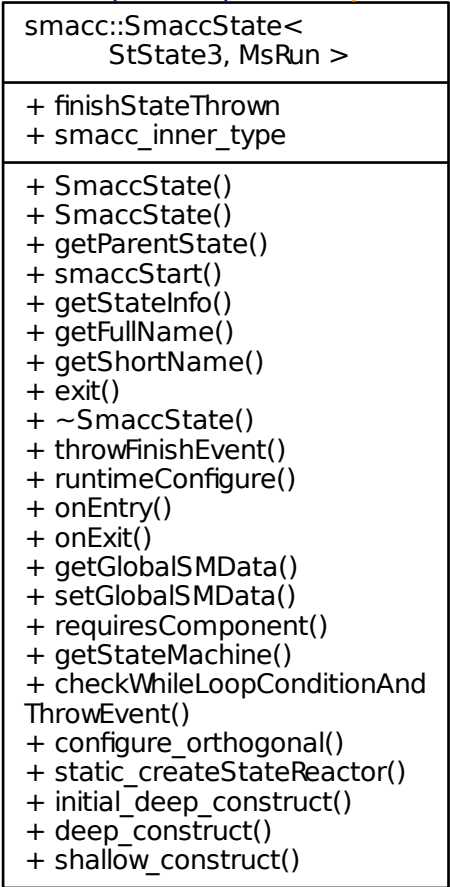 smacc::SmaccState<
StState3, MsRun >
+ finishStateThrown
+ smacc_inner_type
+ SmaccState()
+ SmaccState()
+ getParentState()
+ smaccStart()
+ getStateInfo()
+ getFullName()
+ getShortName()
+ exit()
+ ~SmaccState()
+ throwFinishEvent()
+ runtimeConfigure()
+ onEntry()
+ onExit()
+ getGlobalSMData()
+ setGlobalSMData()
+ requiresComponent()
+ getStateMachine()
+ checkWhileLoopConditionAnd
ThrowEvent()
+ configure_orthogonal()
+ static_createStateReactor()
+ initial_deep_construct()
+ deep_construct()
+ shallow_construct()